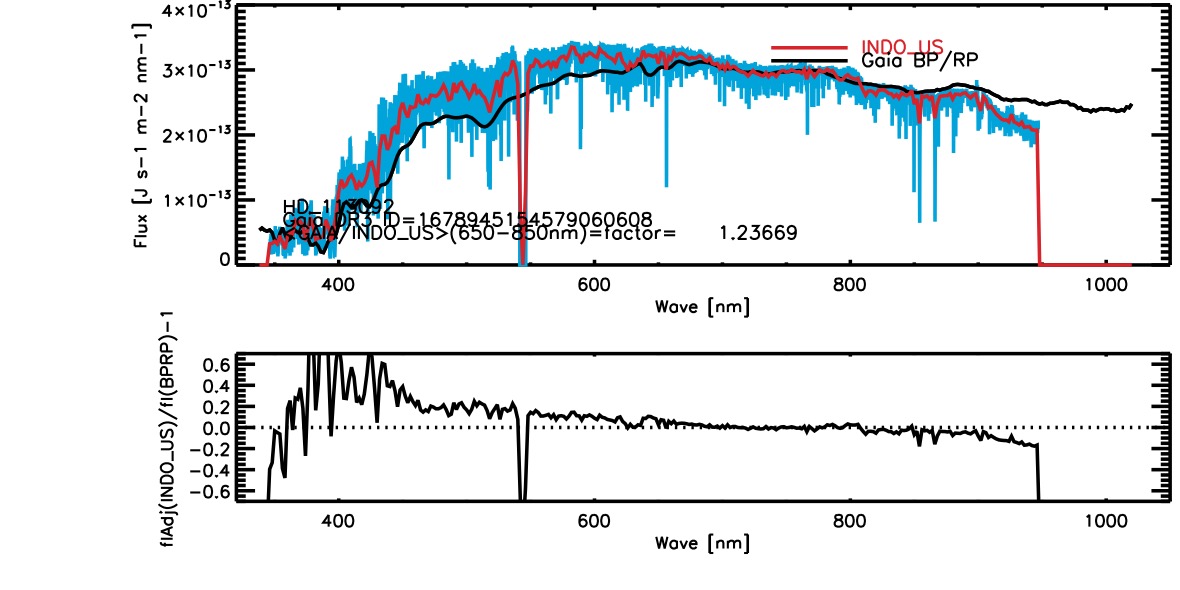 4×10−13
3×10−13
2×10−13
1×10−13
0
Flux [J s−1 m−2 nm−1]
INDO_US
Gaia BP/RP
Gaia DR3 ID=1678945154579060608
<GAIA/INDO_US>(650−850nm)=factor= 1.23669
400 600 800 1000
Wave [nm]
flAdj(INDO_US)/fl(BPRP)−1
0.6
0.4
0.2
0.0
−0.2
−0.4
−0.6
400 600 800 1000
Wave [nm]